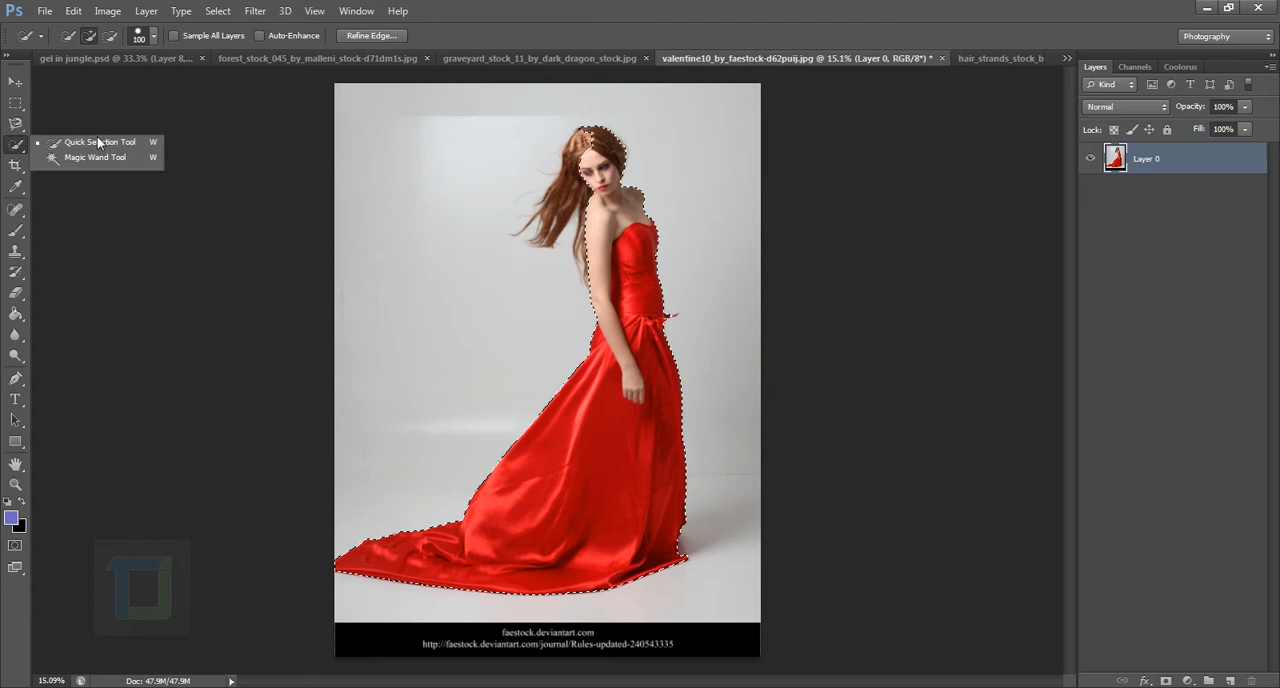 Ps File Edit Image Layer Type Select Filter 3D View Window Help
100 Sample All Layers Auto-Enhance Refine Edge... Photography
gel in jungle.psd @ 33.3% (Layer 8,... × forest_stock_045_by_malleni_stock-d71dm1s.jpg × graveyard_stock_11_by_dark_dragon_stock.jpg × valentine10_by_faestock-d62puij.jpg @ 15.1% (Layer 0, RGB/8*) * × hair_strands_stock_b
Layers Channels Colorous
Kind
Normal Opacity: 100%
Lock: Fill: 100%
Quick Selection Tool W
Magic Wand Tool W
Layer 0
faestock.deviantart.com
http://faestock.deviantart.com/journal/Rules-updated-240543335
15.09% Doc: 47.9M/47.9M